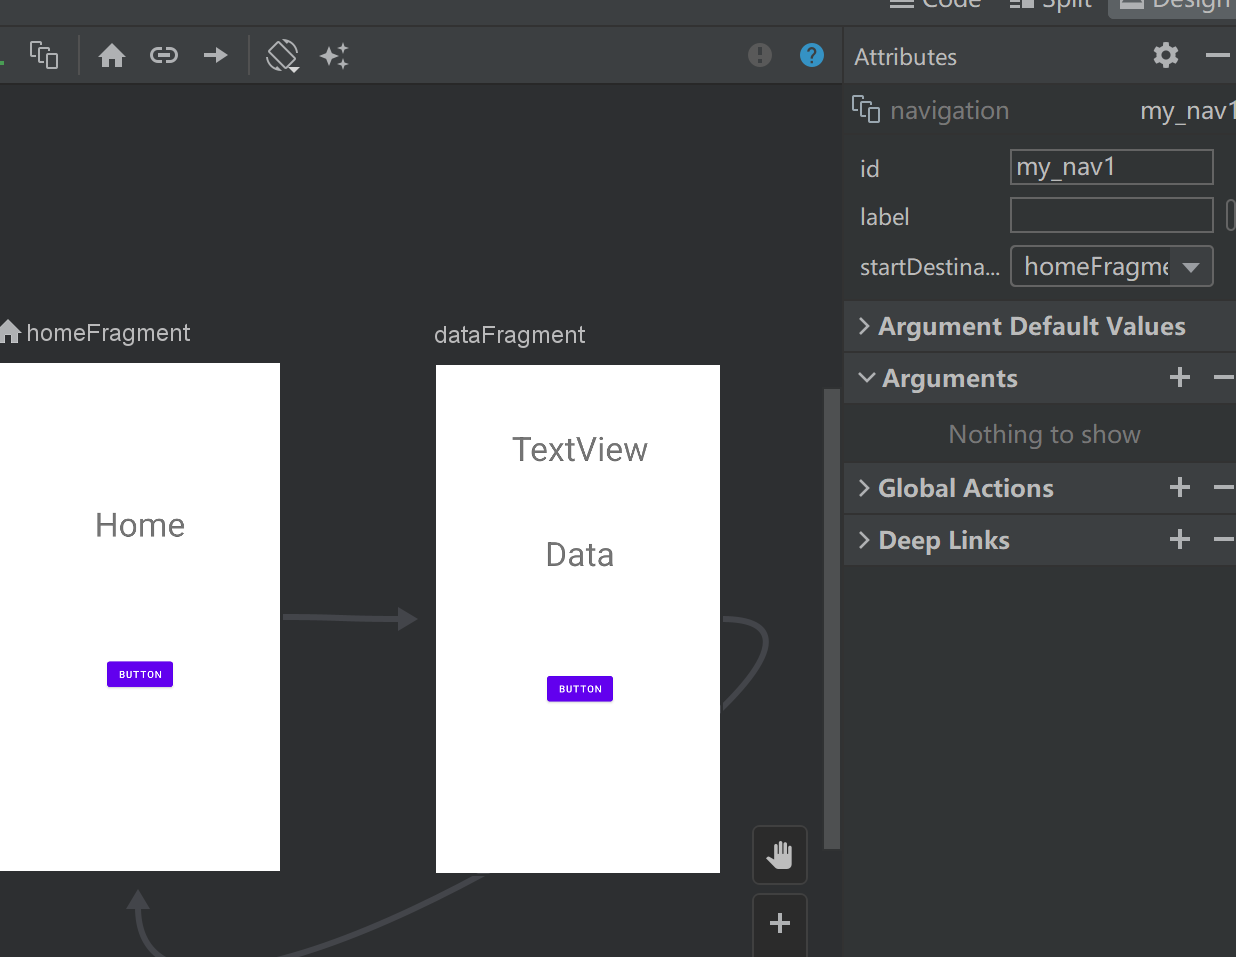 Code Split Design
Attributes
navigation my_nav1
id my_nav1
label
startDestina... homeFragme
Argument Default Values
Arguments
Nothing to show
Global Actions
Deep Links
homeFragment
dataFragment
Home
BUTTON
TextView
Data
BUTTON